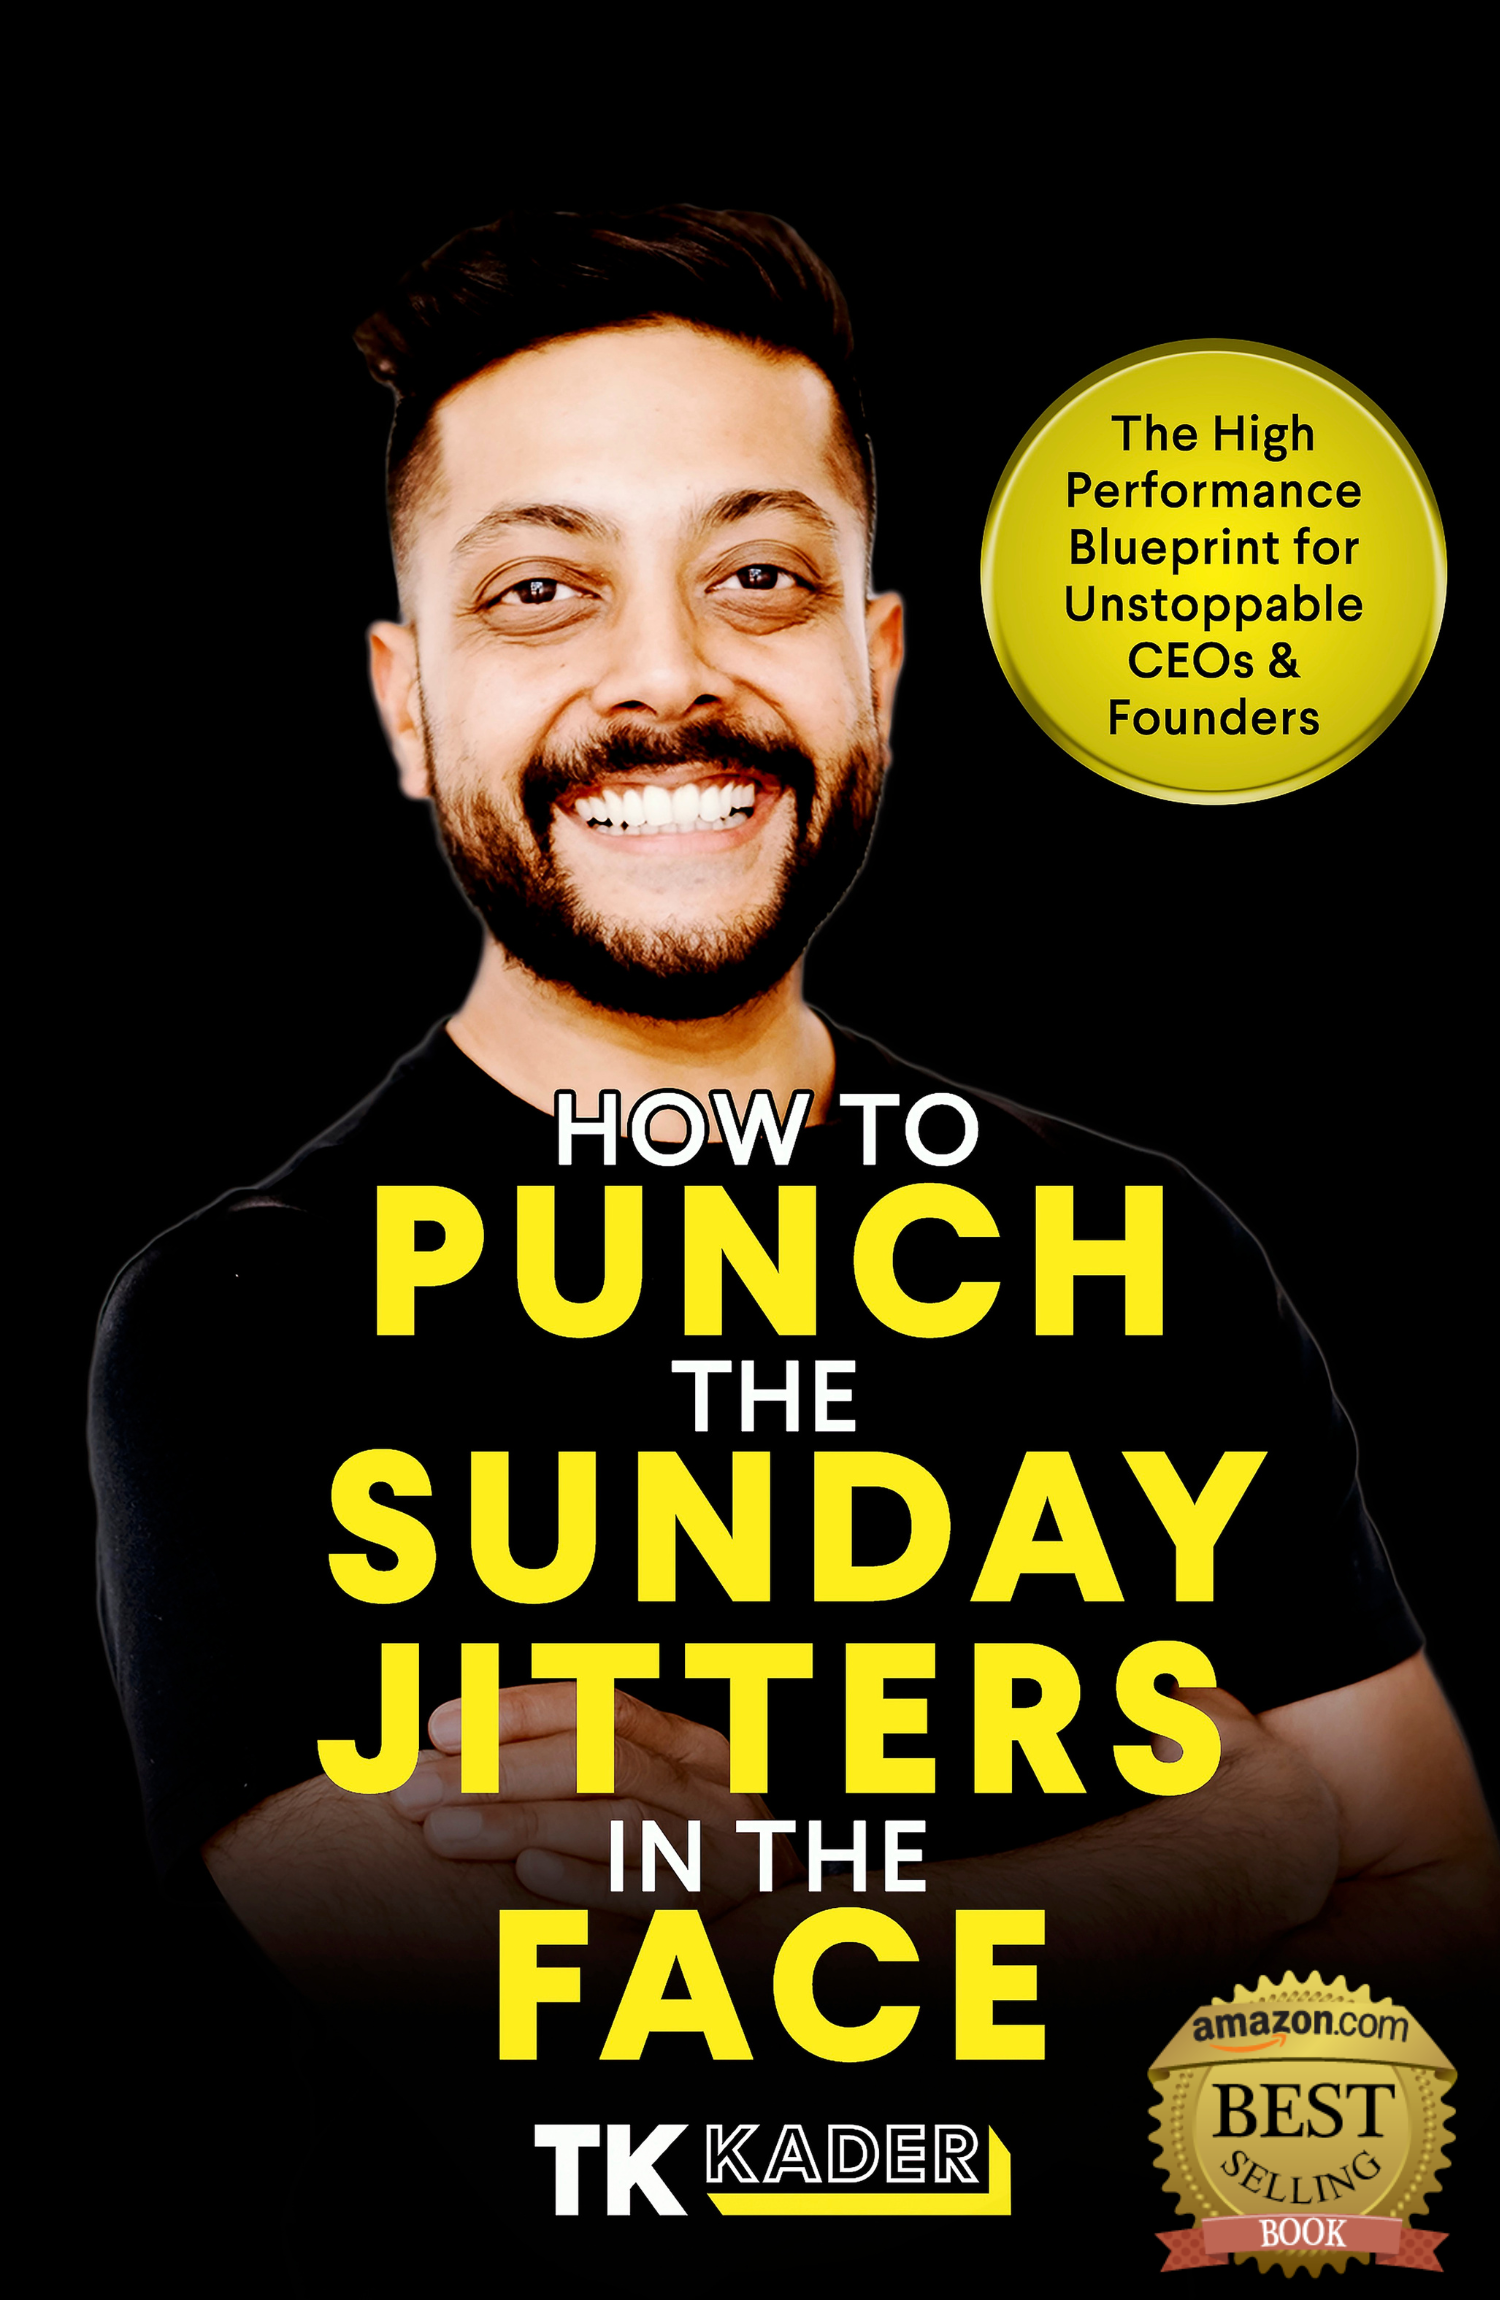 The High
Performance
Blueprint for
Unstoppable
CEOs &
Founders
HOW TO
PUNCH
THE
SUNDAY
JITTERS
IN THE
FACE
TK KADER
amazon.com
BEST
SELLING
BOOK